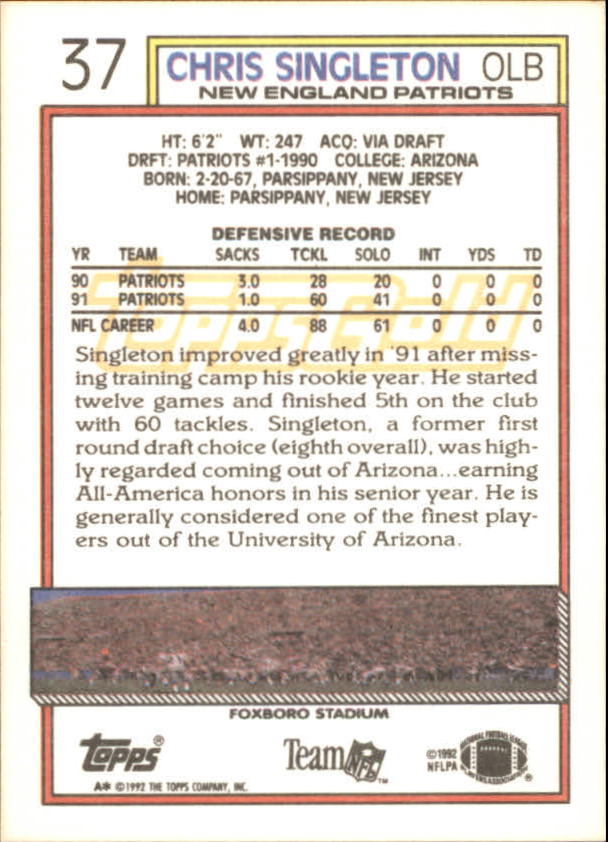 37 CHRIS SINGLETON OLB
NEW ENGLAND PATRIOTS
HT: 6'2" WT: 247 ACQ: VIA DRAFT
DRFT: PATRIOTS #1-1990 COLLEGE: ARIZONA
BORN: 2-20-67, PARSIPPANY, NEW JERSEY
HOME: PARSIPPANY, NEW JERSEY
DEFENSIVE RECORD
YR TEAM SACKS TCKL SOLO INT YDS TD
90 PATRIOTS 3.0 28 20 0 0 0
91 PATRIOTS 1.0 60 41 0 0 0
NFL CAREER 4.0 88 61 0 0 0
ToppsGold
Singleton improved greatly in '91 after miss-
ing training camp his rookie year. He started
twelve games and finished 5th on the club
with 60 tackles. Singleton, a former first
round draft choice (eighth overall), was high-
ly regarded coming out of Arizona...earning
All-America honors in his senior year. He is
generally considered one of the finest play-
ers out of the University of Arizona.
FOXBORO STADIUM
Topps®
Team NFL™
©1992
NFLPA
NATIONAL FOOTBALL LEAGUE
PLAYERS ASSOCIATION ®
A* ©1992 THE TOPPS COMPANY, INC.